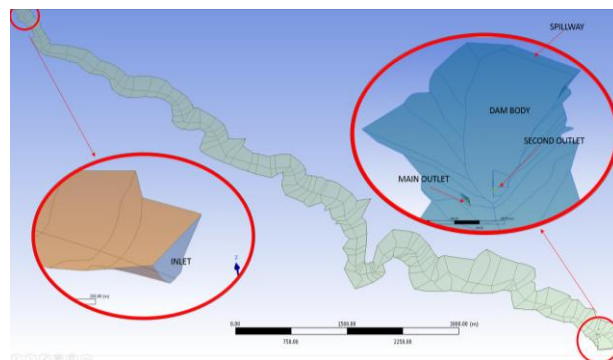 SPILLWAY
DAM BODY
SECOND OUTLET
MAIN OUTLET
INLET
Z
0.00
1500.00
3000.00 (m)
750.00
2250.00